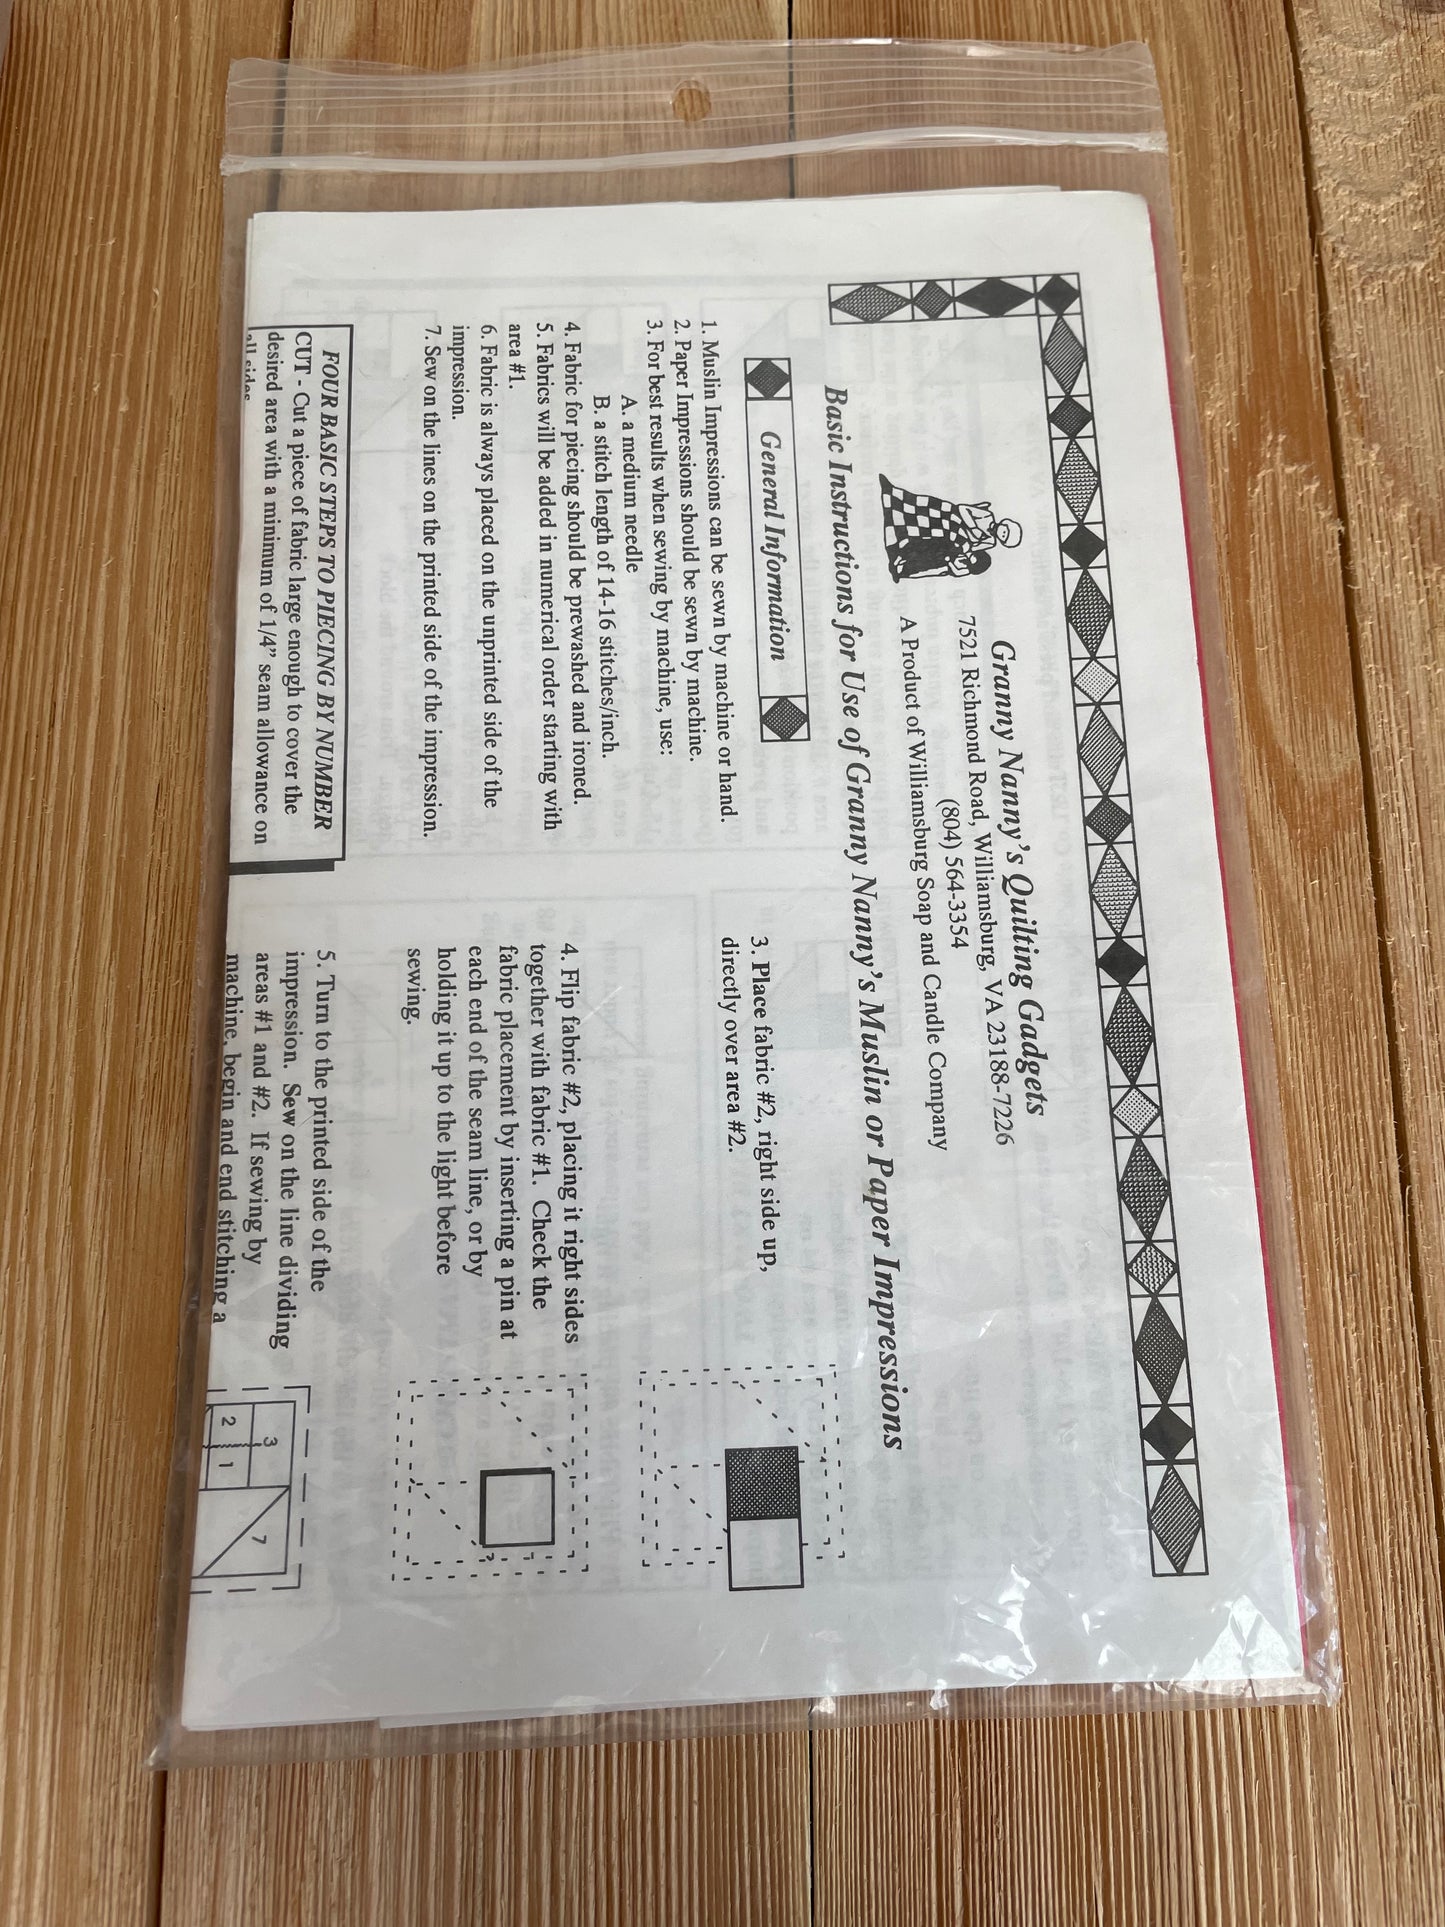 Granny Nanny's Quilting Gadgets
7521 Richmond Road, Williamsburg, VA 23188-7226
(804) 564-3354
A Product of Williamsburg Soap and Candle Company
Basic Instructions for Use of Granny Nanny's Muslin or Paper Impressions
General Information
1. Muslin Impressions can be sewn by machine or hand.
2. Paper Impressions should be sewn by machine.
3. For best results when sewing by machine, use:
A. a medium needle
B. a stitch length of 14-16 stitches/inch.
4. Fabric for piecing should be prewashed and ironed.
5. Fabrics will be added in numerical order starting with
area #1.
6. Fabric is always placed on the unprinted side of the
impression.
7. Sew on the lines on the printed side of the impression.
FOUR BASIC STEPS TO PIECING BY NUMBER
CUT - Cut a piece of fabric large enough to cover the
desired area with a minimum of 1/4" seam allowance on
all sides.
3. Place fabric #2, right side up,
directly over area #2.
4. Flip fabric #2, placing it right sides
together with fabric #1. Check the
fabric placement by inserting a pin at
each end of the seam line, or by
holding it up to the light before
sewing.
5. Turn to the printed side of the
impression. Sew on the line dividing
areas #1 and #2. If sewing by
machine, begin and end stitching a
3
2
1
7